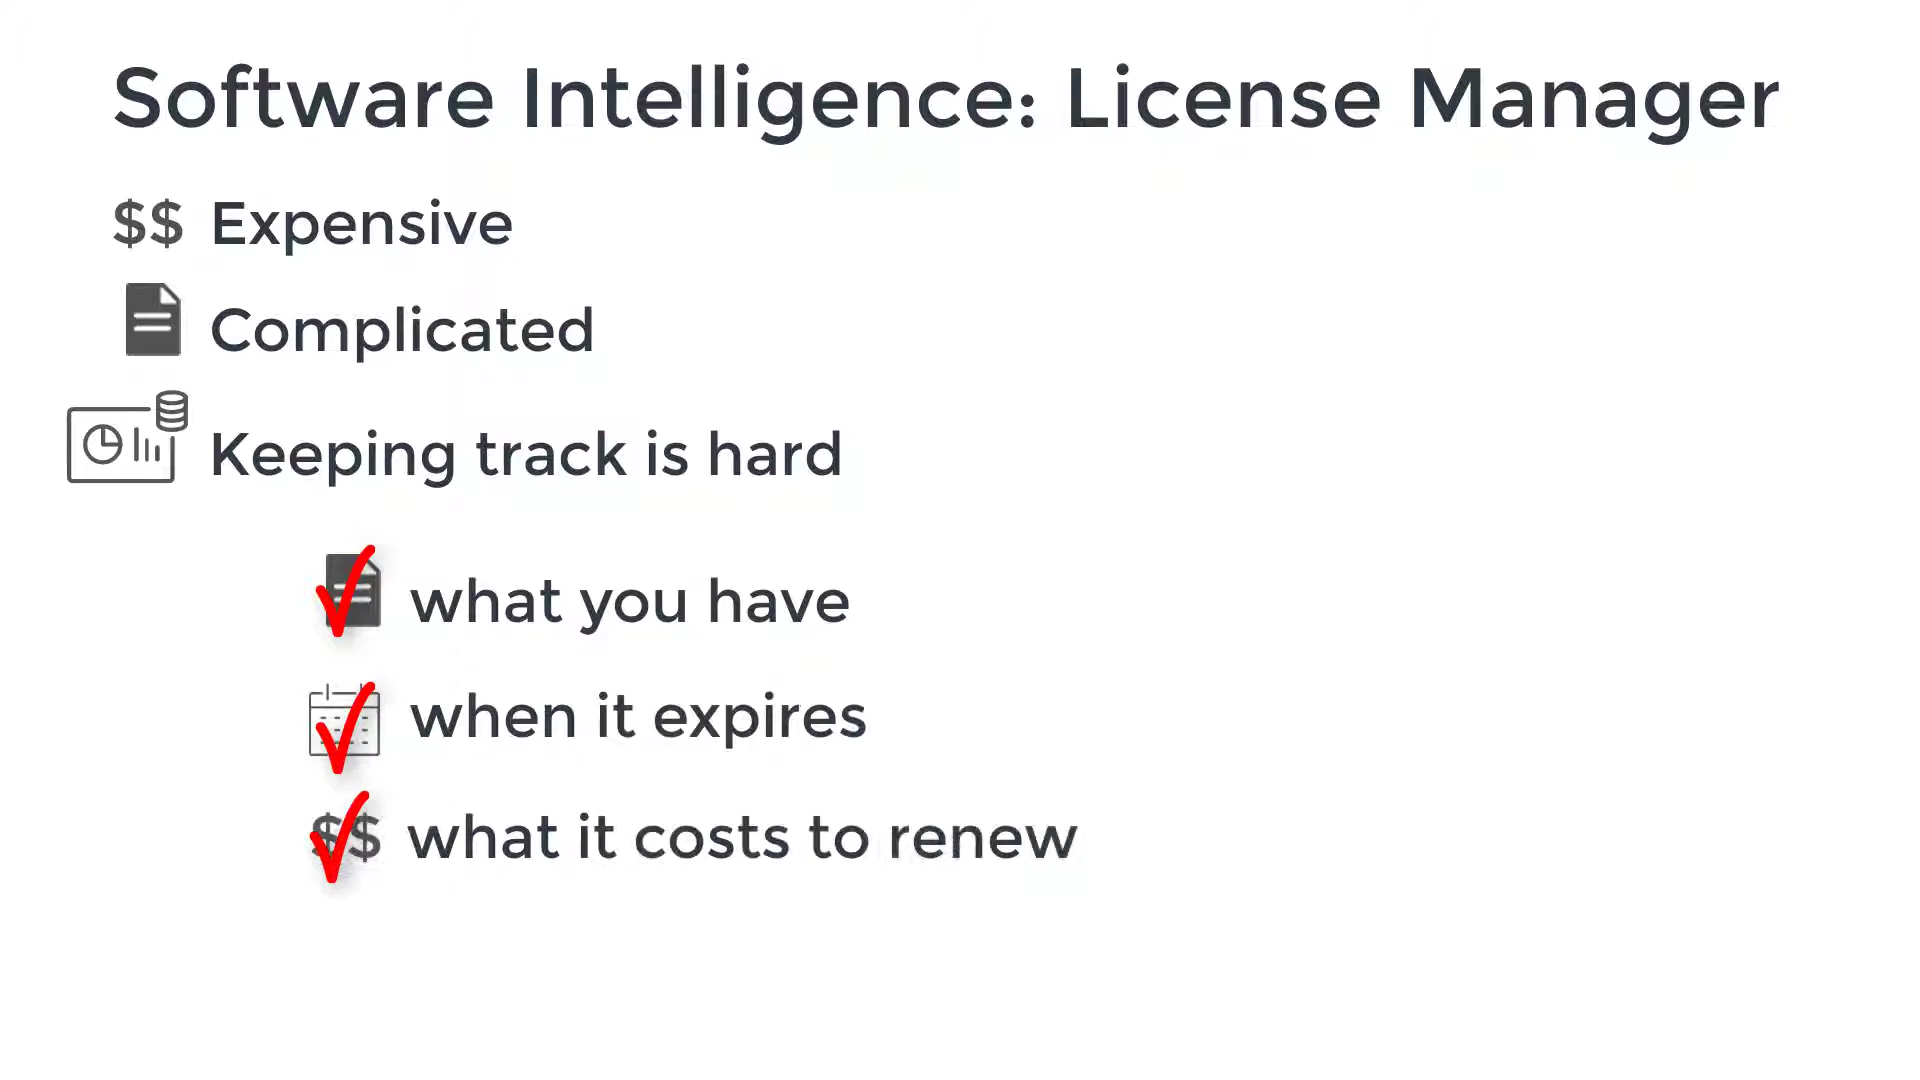 Software Intelligence: License Manager
$$ Expensive
Complicated
Keeping track is hard
what you have
when it expires
$$ what it costs to renew